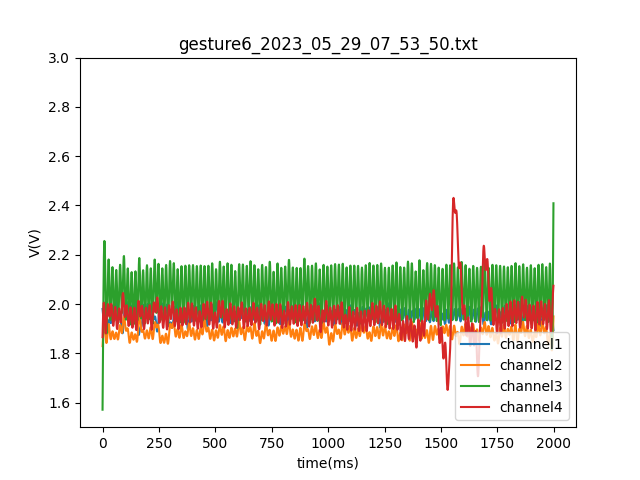 gesture6_2023_05_29_07_53_50.txt
V(V)
3.0
2.8
2.6
2.4
2.2
2.0
1.8
1.6
channel1
channel2
channel3
channel4
0 250 500 750 1000 1250 1500 1750 2000
time(ms)